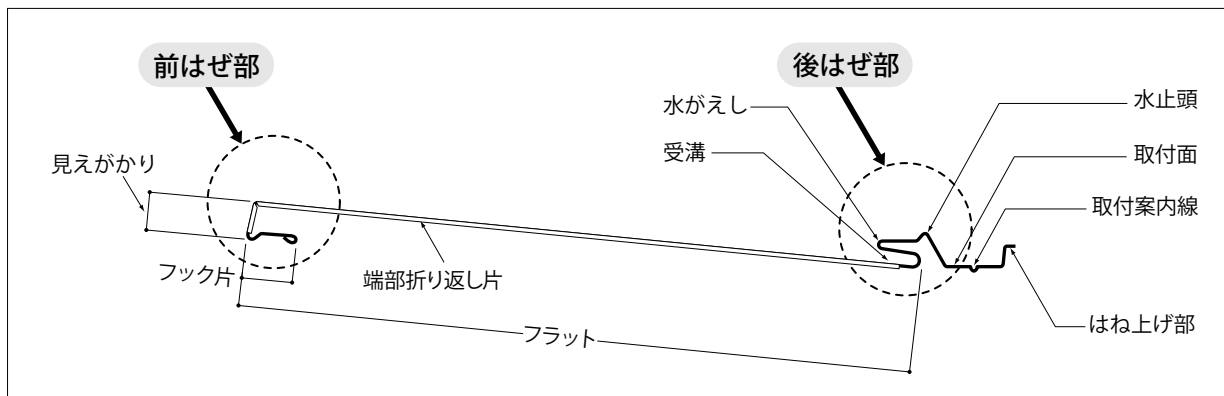 前はぜ部
後はぜ部
水がえし
水止頭
受溝
取付面
見えがかり
取付案内線
フック片
端部折り返し片
フラット
はね上げ部